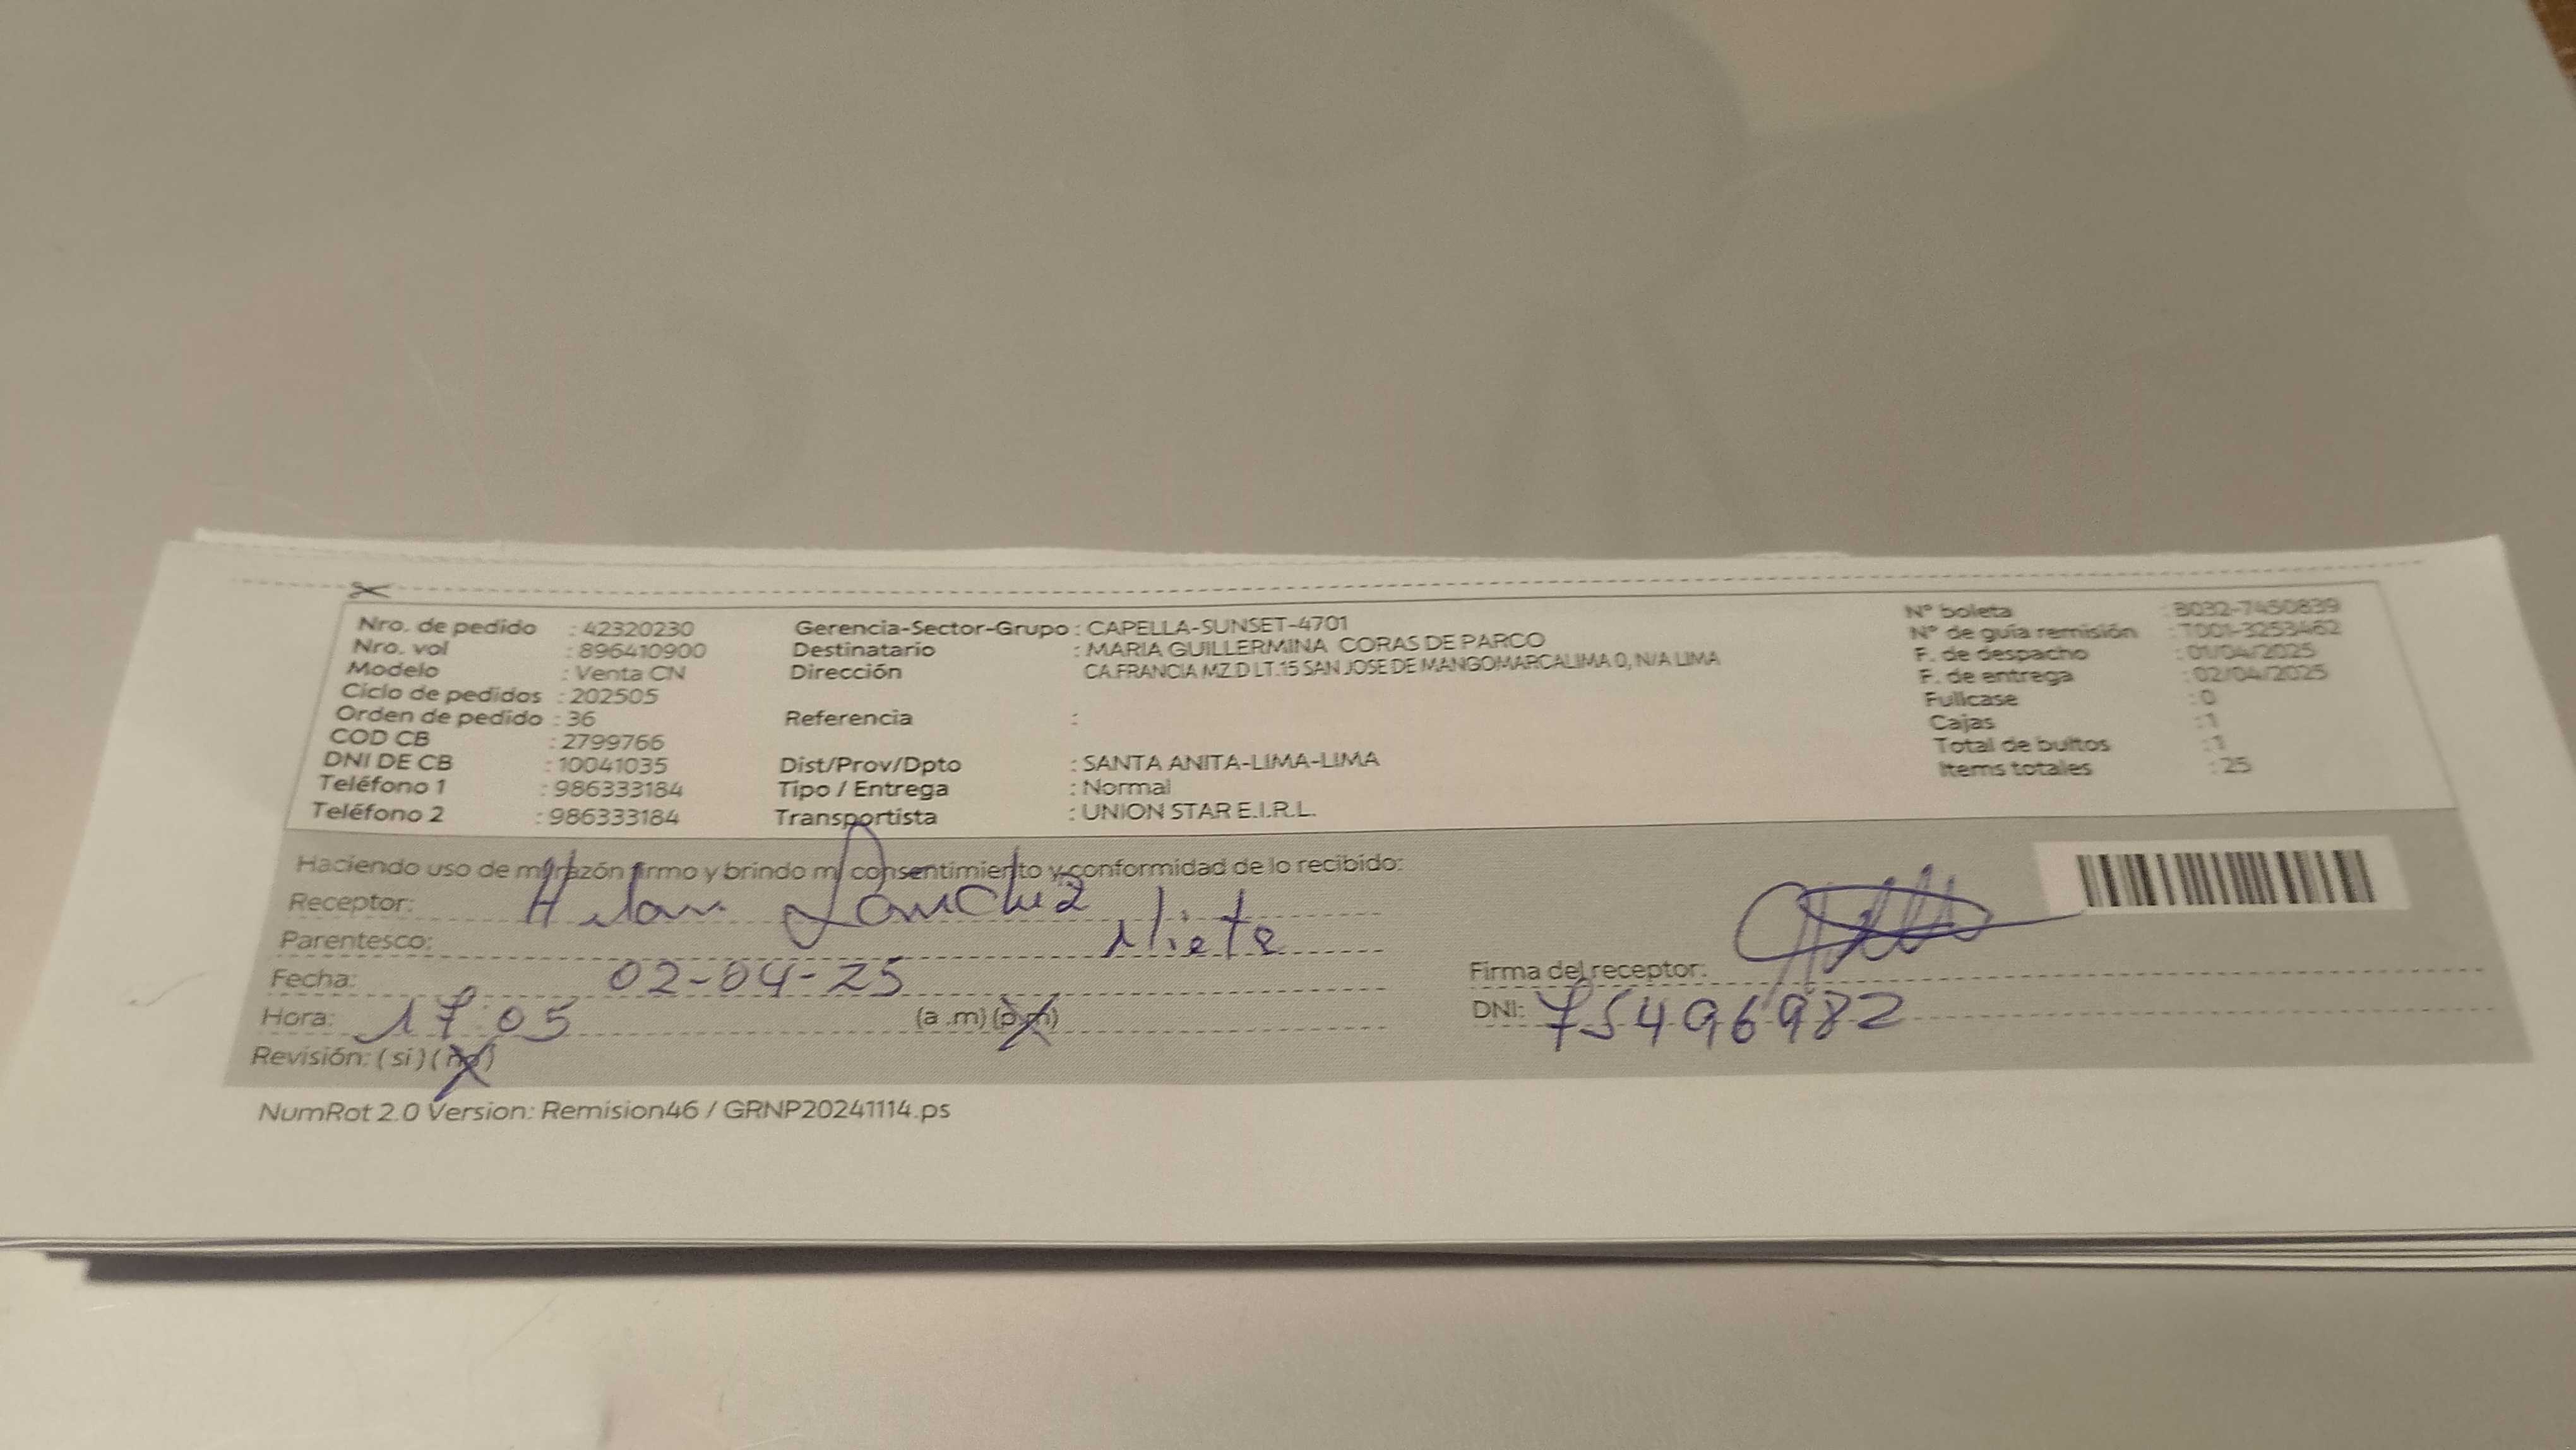 Nro. de pedido : 42320230
Nro. vol : 896410900
Modelo : Venta CN
Ciclo de pedidos : 202505
Orden de pedido : 36
COD CB : 2799766
DNI DE CB : 10041035
Teléfono 1 : 986333184
Teléfono 2 : 986333184
Gerencia-Sector-Grupo : CAPELLA-SUNSET-4701
Destinatario : MARIA GUILLERMINA CORAS DE PARCO
Dirección CA.FRANCIA MZ.D LT.15 SAN JOSE DE MANGOMARCALIMA 0, N/A LIMA
Referencia :
Dist/Prov/Dpto : SANTA ANITA-LIMA-LIMA
Tipo / Entrega : Normal
Transportista : UNION STAR E.I.R.L.
N° boleta : B032-7450839
N° de guía remisión : T001-3253462
F. de despacho : 01/04/2025
F. de entrega : 02/04/2025
Fullcase : 0
Cajas : 1
Total de bultos : 1
Items totales : 25
Haciendo uso de mi razón firmo y brindo mi consentimiento y conformidad de lo recibido:
Receptor: Sanchez
Parentesco: Nieta
Fecha: 02-04-25
Hora: 17:05 (a .m) (p.m)
Revisión: (si) (no)
Firma del receptor:
DNI: 75496982
NumRot 2.0 Version: Remision46 / GRNP20241114.ps